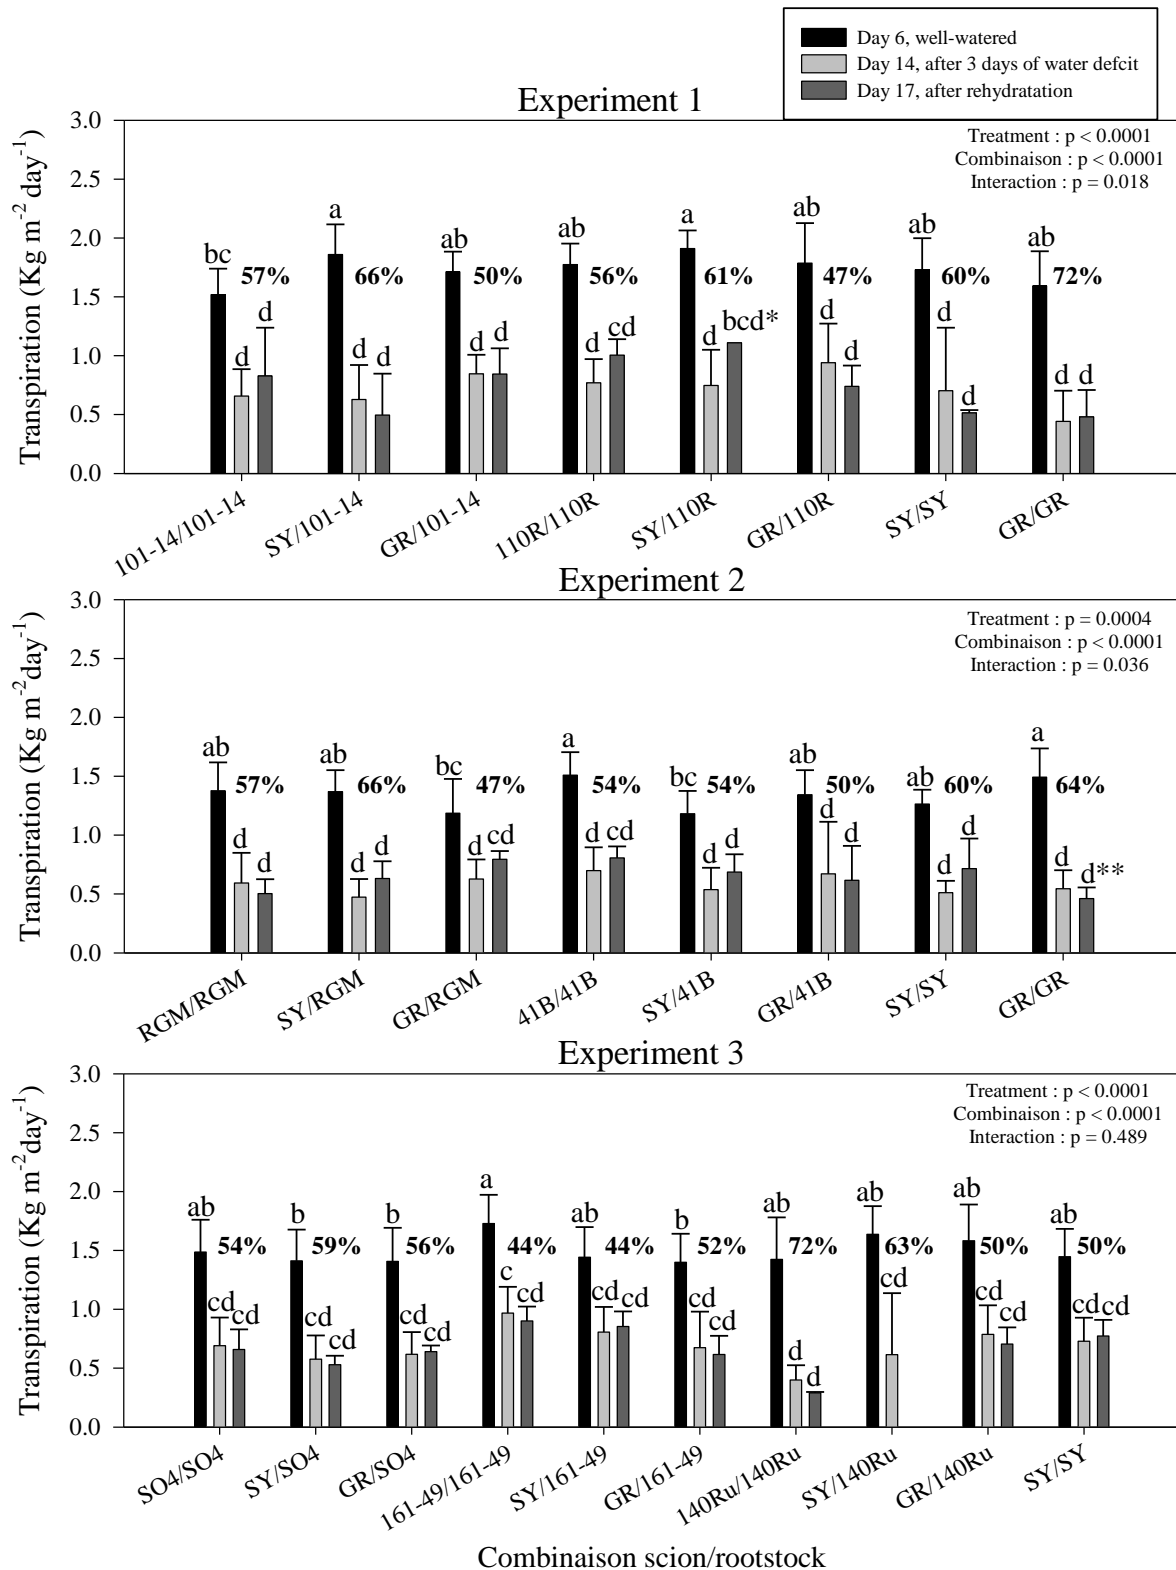 Day 6, well-watered
Day 14, after 3 days of water defcit
Day 17, after rehydratation
Experiment 1
Transpiration (Kg m⁻² day⁻¹)
3.0
2.5
2.0
1.5
1.0
0.5
0.0
Treatment : p < 0.0001
Combinaison : p < 0.0001
Interaction : p = 0.018
bc 57% d d
a 66% d d
ab 50% d d
ab 56% d cd
a 61% d bcd*
ab 47% d d
ab 60% d d
ab 72% d d
101-14/101-14 SY/101-14 GR/101-14 110R/110R SY/110R GR/110R SY/SY GR/GR
Experiment 2
Transpiration (Kg m⁻²day⁻¹)
3.0
2.5
2.0
1.5
1.0
0.5
0.0
Treatment : p = 0.0004
Combinaison : p < 0.0001
Interaction : p = 0.036
ab 57% d d
ab 66% d d
bc 47% d cd
a 54% d cd
bc 54% d d
ab 50% d d
ab 60% d d
a 64% d d**
RGM/RGM SY/RGM GR/RGM 41B/41B SY/41B GR/41B SY/SY GR/GR
Experiment 3
Transpiration (Kg m⁻²day⁻¹)
3.0
2.5
2.0
1.5
1.0
0.5
0.0
Treatment : p < 0.0001
Combinaison : p < 0.0001
Interaction : p = 0.489
ab 54% cd cd
b 59% cd cd
b 56% cd cd
a 44% c cd
ab 44% cd cd
b 52% cd cd
ab 72% d d
ab 63% cd
ab 50% cd cd
ab 50% cd cd
SO4/SO4 SY/SO4 GR/SO4 161-49/161-49 SY/161-49 GR/161-49 140Ru/140Ru SY/140Ru GR/140Ru SY/SY
Combinaison scion/rootstock